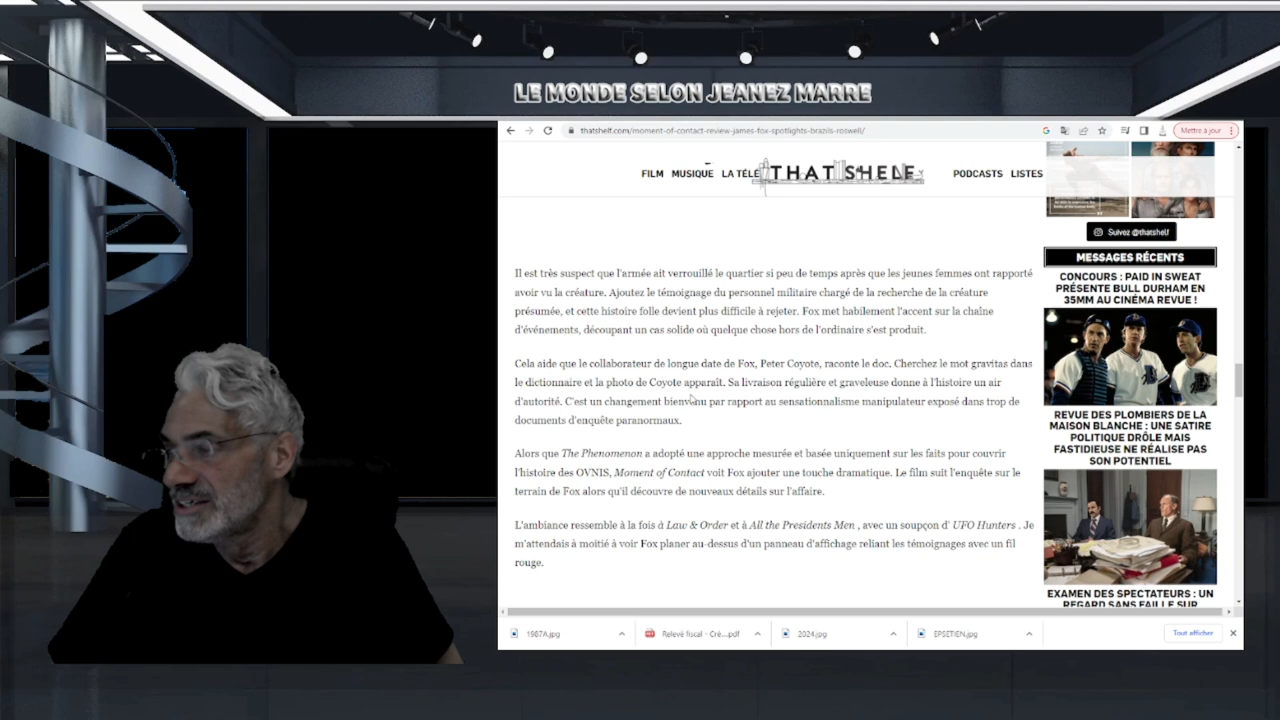 LE MONDE SELON JEANEZ MARRE
thatshelf.com/moment-of-contact-review-james-fox-spotlights-brazils-roswell/
Mettre à jour
FILM MUSIQUE LA TÉLÉ THAT SHELF PODCASTS LISTES
Suivez @thatshelf
MESSAGES RÉCENTS
CONCOURS : PAID IN SWEAT
PRÉSENTE BULL DURHAM EN
35MM AU CINÉMA REVUE !
Il est très suspect que l'armée ait verrouillé le quartier si peu de temps après que les jeunes femmes ont rapporté
avoir vu la créature. Ajoutez le témoignage du personnel militaire chargé de la recherche de la créature
présumée, et cette histoire folle devient plus difficile à rejeter. Fox met habilement l'accent sur la chaîne
d'événements, découpant un cas solide où quelque chose hors de l'ordinaire s'est produit.
Cela aide que le collaborateur de longue date de Fox, Peter Coyote, raconte le doc. Cherchez le mot gravitas dans
le dictionnaire et la photo de Coyote apparaît. Sa livraison régulière et graveleuse donne à l'histoire un air
d'autorité. C'est un changement bienvenu par rapport au sensationnalisme manipulateur exposé dans trop de
documents d'enquête paranormaux.
Alors que The Phenomenon a adopté une approche mesurée et basée uniquement sur les faits pour couvrir
l'histoire des OVNIS, Moment of Contact voit Fox ajouter une touche dramatique. Le film suit l'enquête sur le
terrain de Fox alors qu'il découvre de nouveaux détails sur l'affaire.
L'ambiance ressemble à la fois à Law & Order et à All the Presidents Men , avec un soupçon d' UFO Hunters . Je
m'attendais à moitié à voir Fox planer au-dessus d'un panneau d'affichage reliant les témoignages avec un fil
rouge.
REVUE DES PLOMBIERS DE LA
MAISON BLANCHE : UNE SATIRE
POLITIQUE DRÔLE MAIS
FASTIDIEUSE NE RÉALISE PAS
SON POTENTIEL
EXAMEN DES SPECTATEURS : UN
REGARD SANS FAILLE SUR
1987A.jpg
Relevé fiscal - Cré....pdf
2024.jpg
EPSETIEN.jpg
Tout afficher